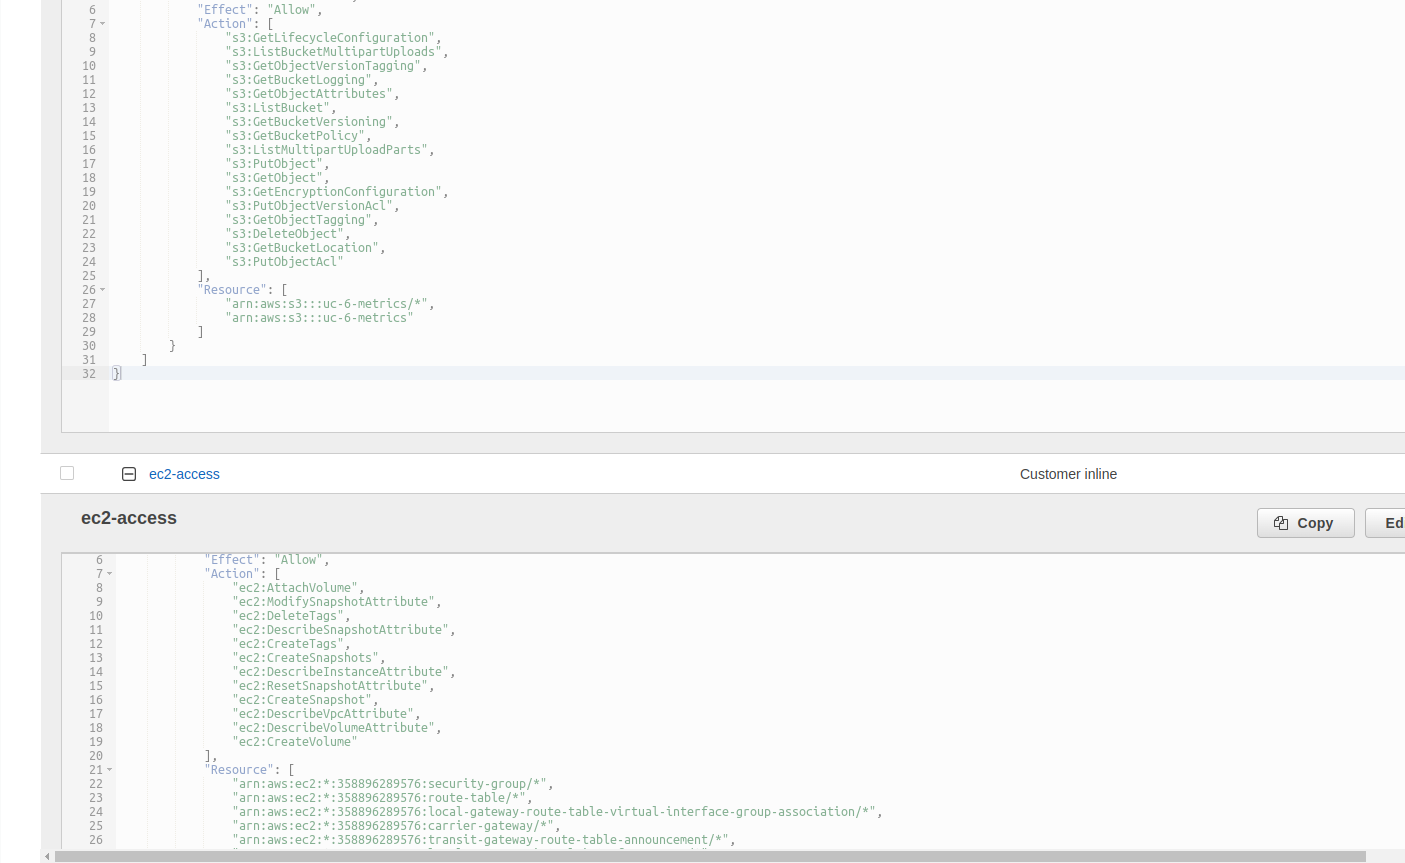 6 "Effect": "Allow",
7 "Action": [
8 "s3:GetLifecycleConfiguration",
9 "s3:ListBucketMultipartUploads",
10 "s3:GetObjectVersionTagging",
11 "s3:GetBucketLogging",
12 "s3:GetObjectAttributes",
13 "s3:ListBucket",
14 "s3:GetBucketVersioning",
15 "s3:GetBucketPolicy",
16 "s3:ListMultipartUploadParts",
17 "s3:PutObject",
18 "s3:GetObject",
19 "s3:GetEncryptionConfiguration",
20 "s3:PutObjectVersionAcl",
21 "s3:GetObjectTagging",
22 "s3:DeleteObject",
23 "s3:GetBucketLocation",
24 "s3:PutObjectAcl"
25 ],
26 "Resource": [
27 "arn:aws:s3:::uc-6-metrics/*",
28 "arn:aws:s3:::uc-6-metrics"
29 ]
30 }
31 ]
32 }
ec2-access Customer inline
ec2-access Copy Ed
6 "Effect": "Allow",
7 "Action": [
8 "ec2:AttachVolume",
9 "ec2:ModifySnapshotAttribute",
10 "ec2:DeleteTags",
11 "ec2:DescribeSnapshotAttribute",
12 "ec2:CreateTags",
13 "ec2:CreateSnapshots",
14 "ec2:DescribeInstanceAttribute",
15 "ec2:ResetSnapshotAttribute",
16 "ec2:CreateSnapshot",
17 "ec2:DescribeVpcAttribute",
18 "ec2:DescribeVolumeAttribute",
19 "ec2:CreateVolume"
20 ],
21 "Resource": [
22 "arn:aws:ec2:*:358896289576:security-group/*",
23 "arn:aws:ec2:*:358896289576:route-table/*",
24 "arn:aws:ec2:*:358896289576:local-gateway-route-table-virtual-interface-group-association/*",
25 "arn:aws:ec2:*:358896289576:carrier-gateway/*",
26 "arn:aws:ec2:*:358896289576:transit-gateway-route-table-announcement/*",